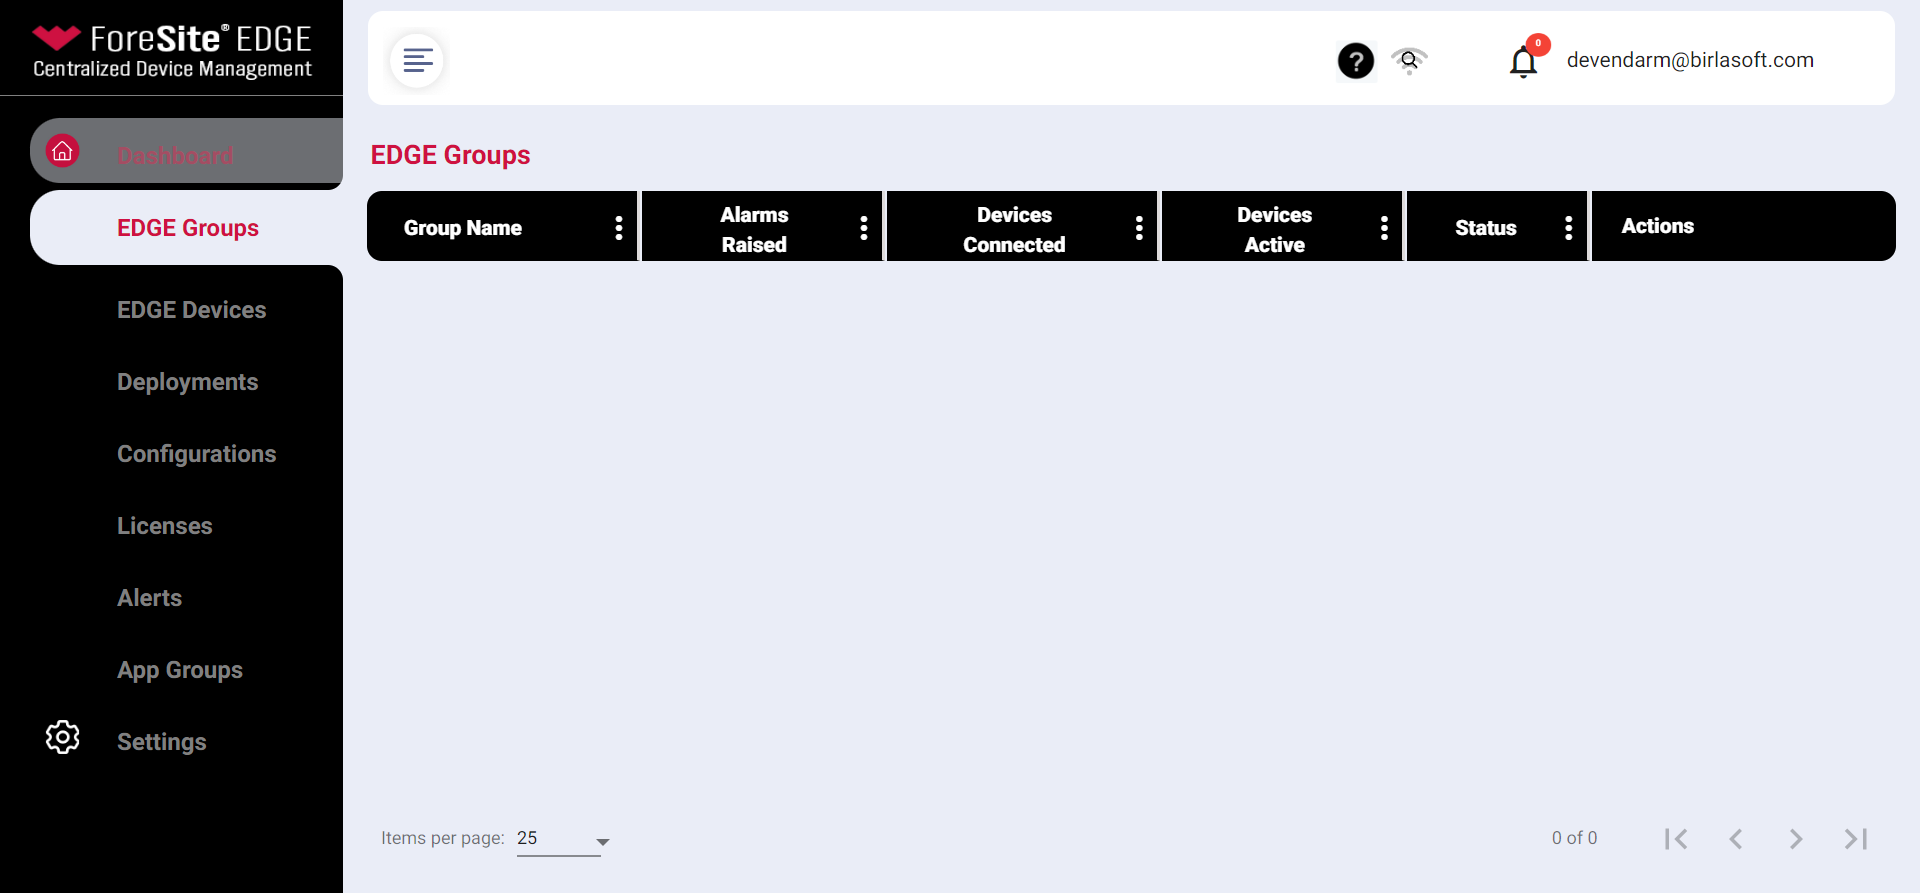 ForeSite® EDGE
Centralized Device Management
Dashboard
EDGE Groups
EDGE Devices
Deployments
Configurations
Licenses
Alerts
App Groups
Settings
?
0
devendarm@birlasoft.com
EDGE Groups
Group Name
Alarms
Raised
Devices
Connected
Devices
Active
Status
Actions
Items per page: 25
0 of 0